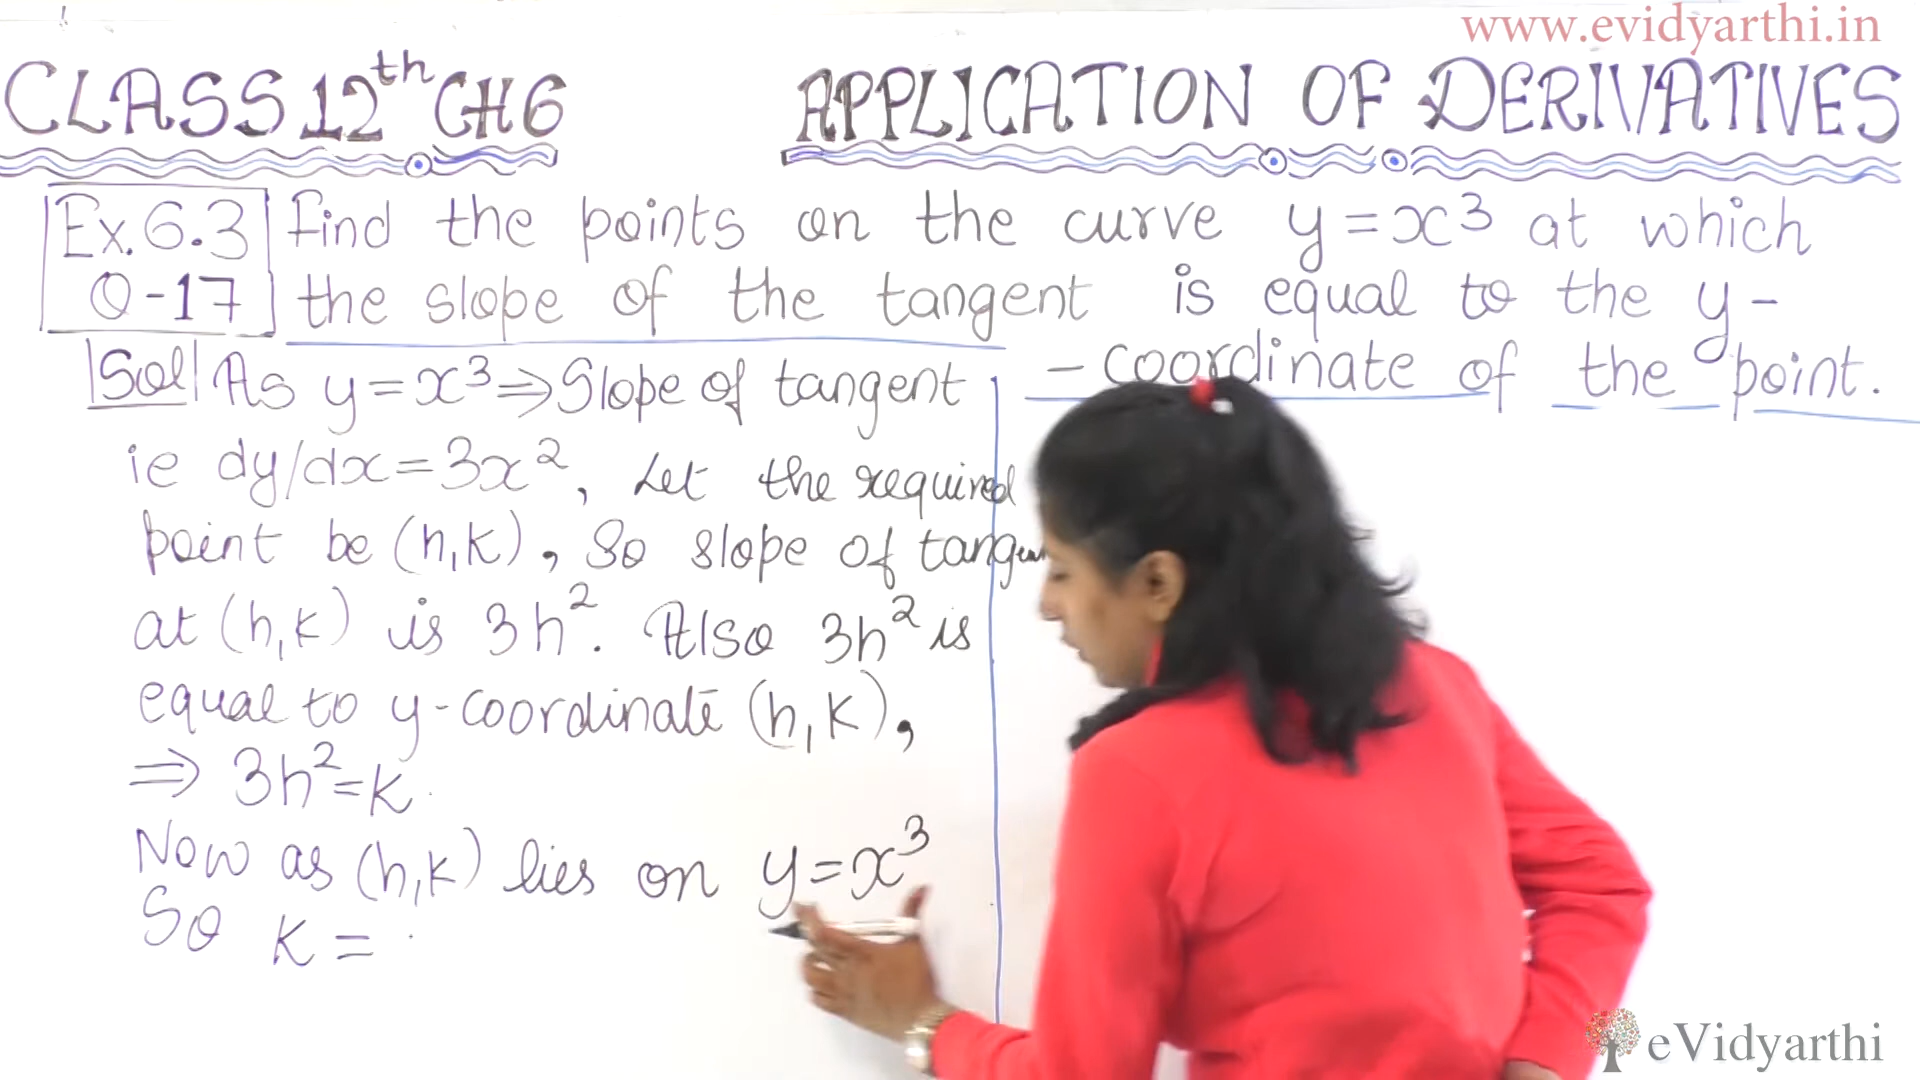 www.evidyarthi.in
CLASS 12th CH 6 APPLICATION OF DERIVATIVES
Ex. 6.3 Find the points on the curve y = x³ at which
Q-17 the slope of the tangent is equal to the y-
- coordinate of the point.
Sol As y = x³ ⇒ Slope of tangent
ie dy/dx = 3x², Let the required
point be (h,k), So slope of tangent
at (h,k) is 3h². Also 3h² is
equal to y-coordinate (h,k),
⇒ 3h² = k.
Now as (h,k) lies on y = x³
So k =
eVidyarthi